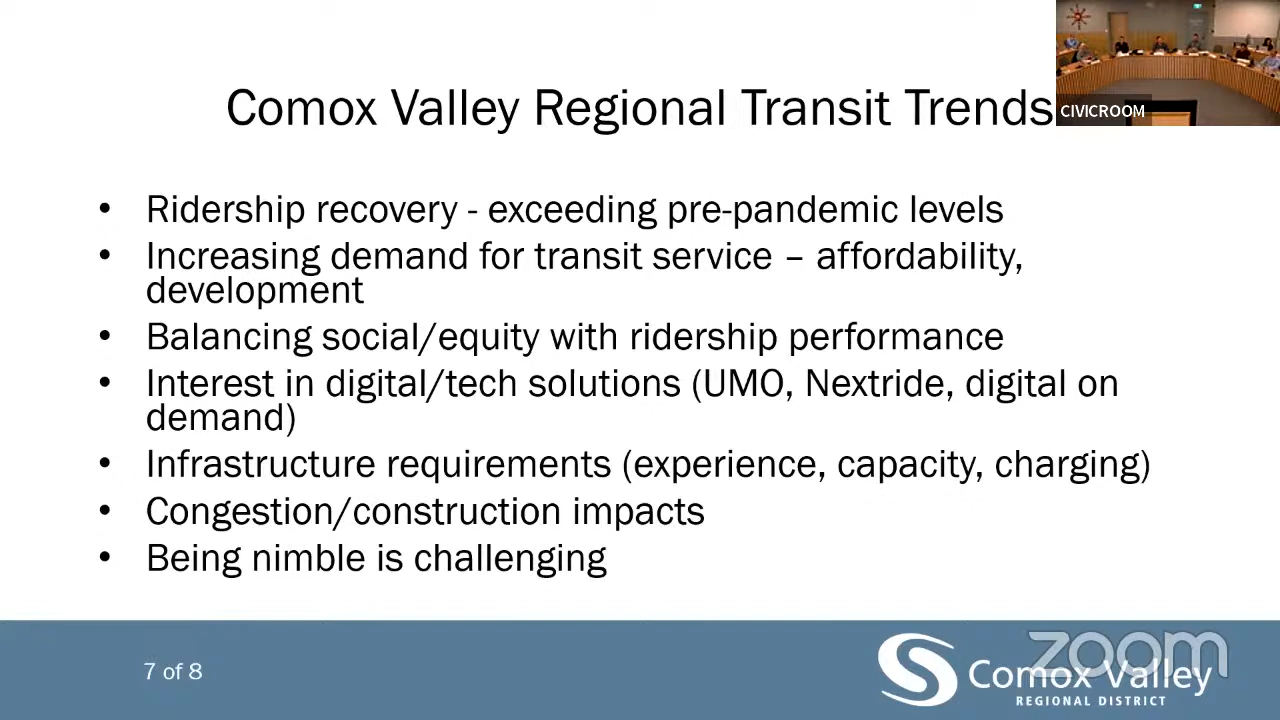 Comox Valley Regional Transit Trends
CIVICROOM
• Ridership recovery - exceeding pre-pandemic levels
• Increasing demand for transit service – affordability,
development
• Balancing social/equity with ridership performance
• Interest in digital/tech solutions (UMO, Nextride, digital on
demand)
• Infrastructure requirements (experience, capacity, charging)
• Congestion/construction impacts
• Being nimble is challenging
7 of 8
zoom
Comox Valley
REGIONAL DISTRICT